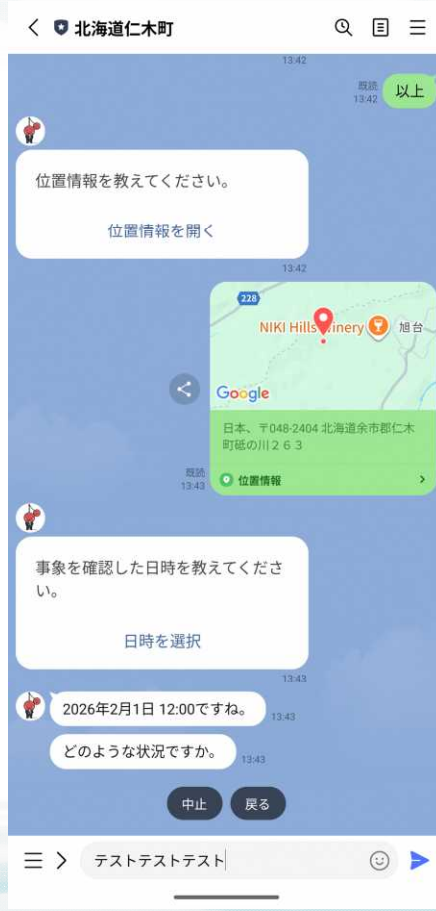 北海道仁木町
13:42
既読
13:42
以上
位置情報を教えてください。
位置情報を開く
13:42
228
NIKI Hills Winery
旭台
Google
日本、〒048-2404 北海道余市郡仁木
町砥の川２６３
既読
13:43
位置情報
事象を確認した日時を教えてくださ
い。
日時を選択
13:43
2026年2月1日 12:00ですね。
13:43
どのような状況ですか。
13:43
中止
戻る
テストテストテスト